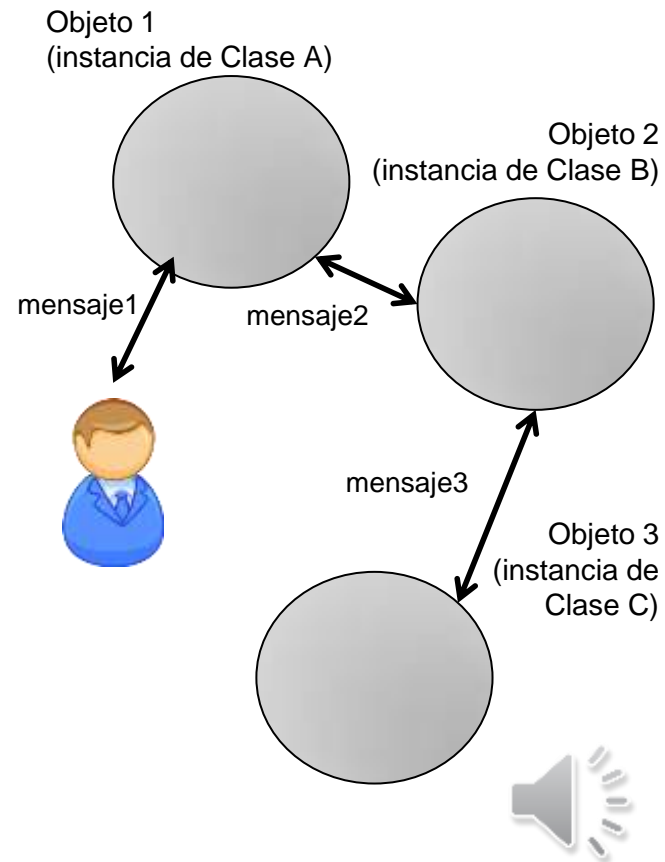 Objeto 1
(instancia de Clase A)
Objeto 2
(instancia de Clase B)
mensaje1
mensaje2
mensaje3
Objeto 3
(instancia de
Clase C)